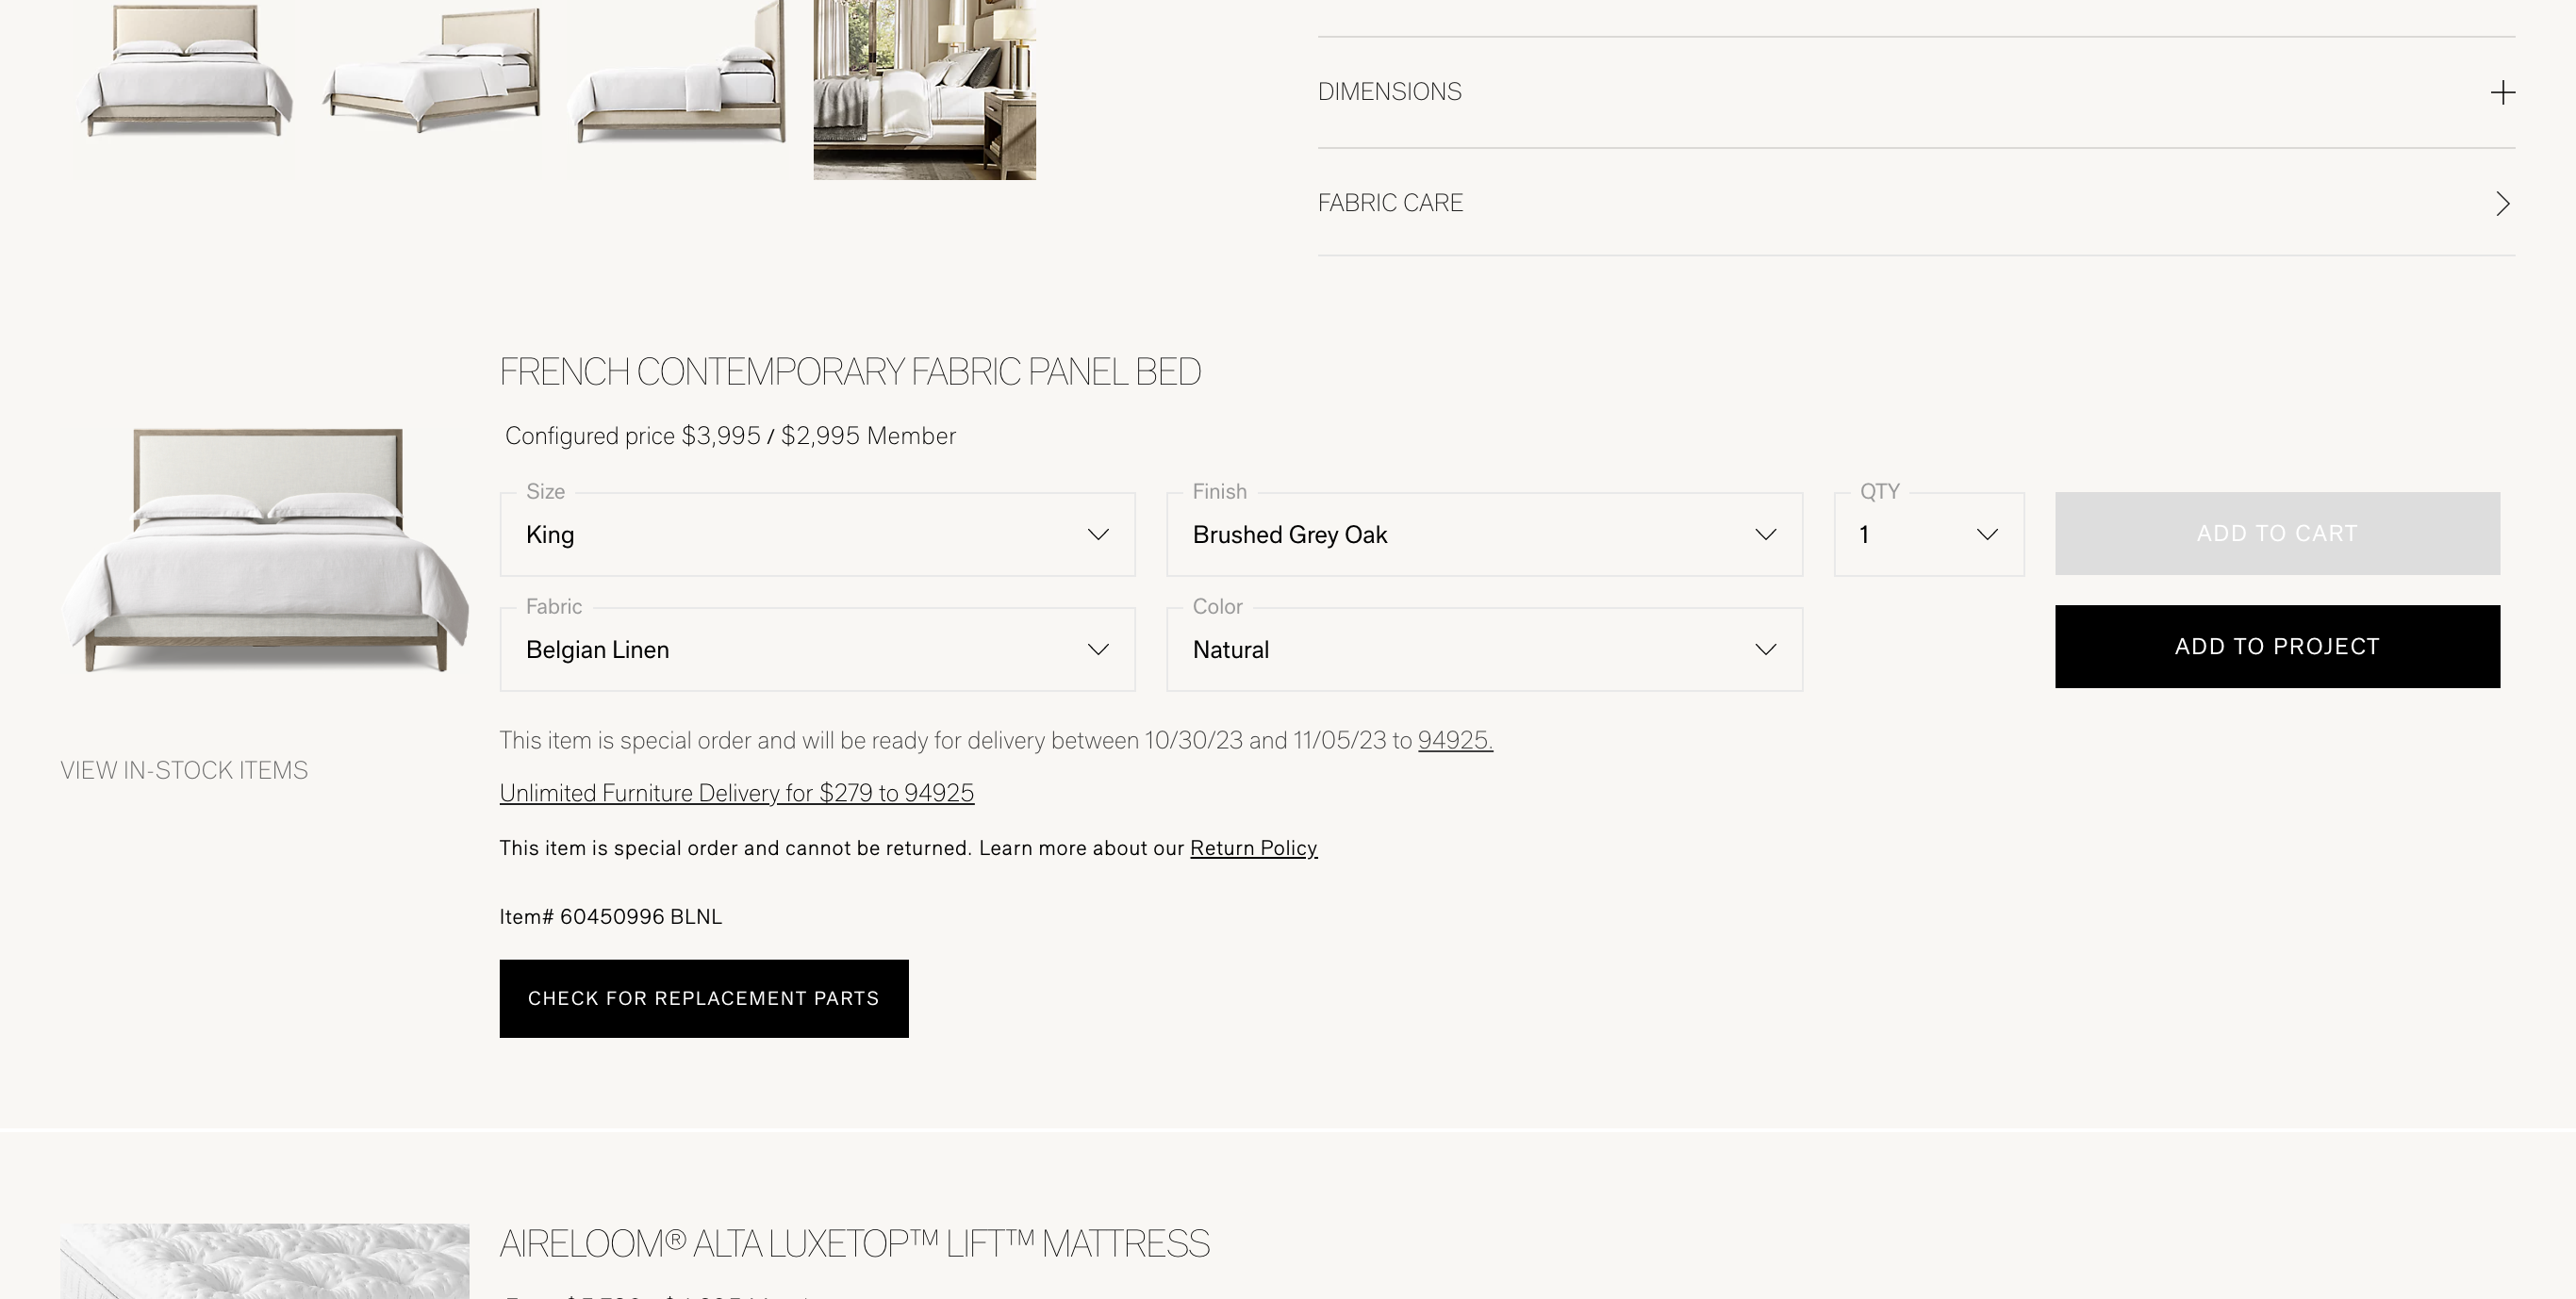 DIMENSIONS
FABRIC CARE
FRENCH CONTEMPORARY FABRIC PANEL BED
Configured price $3,995 / $2,995 Member
Size
King
Finish
Brushed Grey Oak
QTY
1
ADD TO CART
Fabric
Belgian Linen
Color
Natural
ADD TO PROJECT
This item is special order and will be ready for delivery between 10/30/23 and 11/05/23 to 94925.
VIEW IN-STOCK ITEMS
Unlimited Furniture Delivery for $279 to 94925
This item is special order and cannot be returned. Learn more about our Return Policy
Item# 60450996 BLNL
CHECK FOR REPLACEMENT PARTS
AIRELOOM® ALTA LUXETOP™ LIFT™ MATTRESS